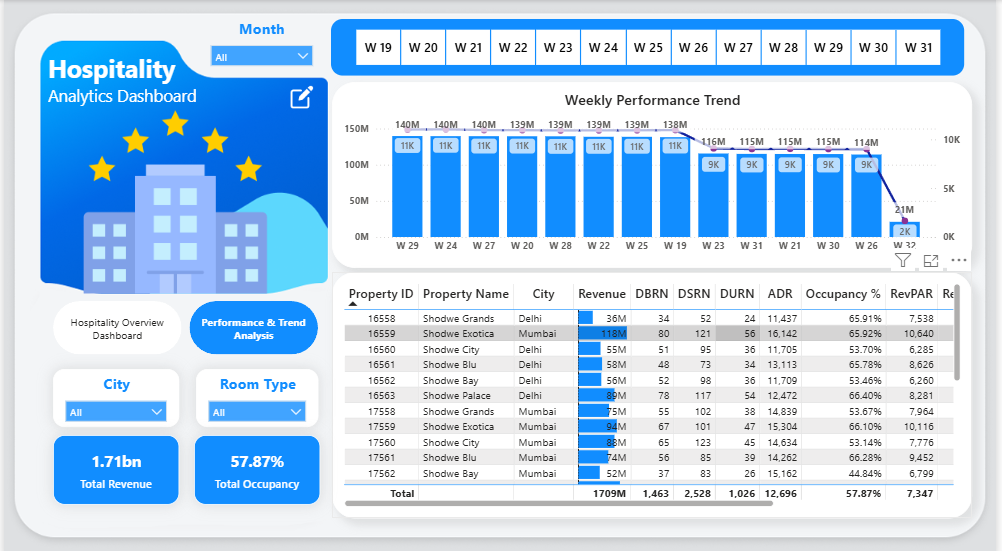 Month
All
Hospitality
Analytics Dashboard
W 19 W 20 W 21 W 22 W 23 W 24 W 25 W 26 W 27 W 28 W 29 W 30 W 31
Weekly Performance Trend
150M 100M 50M 0M
10K 5K 0K
140M 140M 140M 139M 139M 139M 139M 138M 116M 115M 115M 115M 114M 21M
11K 11K 11K 11K 11K 11K 11K 11K 9K 9K 9K 9K 9K 2K
W 29 W 24 W 27 W 20 W 28 W 22 W 25 W 19 W 23 W 31 W 21 W 30 W 26 W 32
Hospitality Overview
Dashboard
Performance & Trend
Analysis
City
All
Room Type
All
1.71bn
Total Revenue
57.87%
Total Occupancy
Property ID Property Name City Revenue DBRN DSRN DURN ADR Occupancy % RevPAR Re
16558 Shodwe Grands Delhi 36M 34 52 24 11,437 65.91% 7,538
16559 Shodwe Exotica Mumbai 118M 80 121 56 16,142 65.92% 10,640
16560 Shodwe City Delhi 55M 51 95 36 11,705 53.70% 6,285
16561 Shodwe Blu Delhi 58M 48 73 34 13,113 65.78% 8,626
16562 Shodwe Bay Delhi 56M 52 98 36 11,709 53.46% 6,260
16563 Shodwe Palace Delhi 89M 78 117 54 12,472 66.40% 8,281
17558 Shodwe Grands Mumbai 75M 55 102 38 14,839 53.67% 7,964
17559 Shodwe Exotica Mumbai 94M 67 101 47 15,304 66.10% 10,116
17560 Shodwe City Mumbai 88M 65 123 45 14,634 53.14% 7,776
17561 Shodwe Blu Mumbai 74M 56 85 39 14,262 66.28% 9,452
17562 Shodwe Bay Mumbai 52M 37 83 26 15,162 44.84% 6,799
Total 1709M 1,463 2,528 1,026 12,696 57.87% 7,347